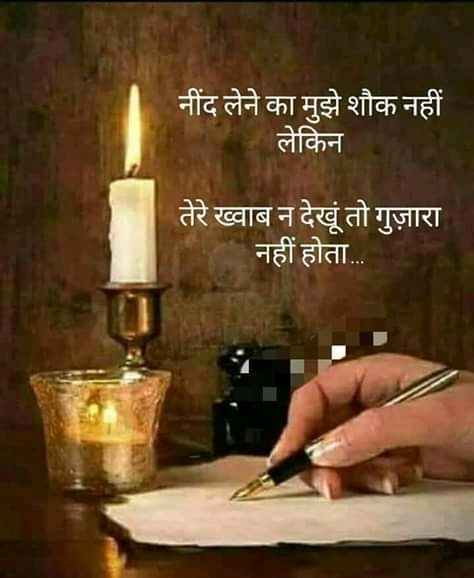 नींद लेने का मुझे शौक नहीं
लेकिन
तेरे ख्वाब न देखूं तो गुज़ारा
नहीं होता...